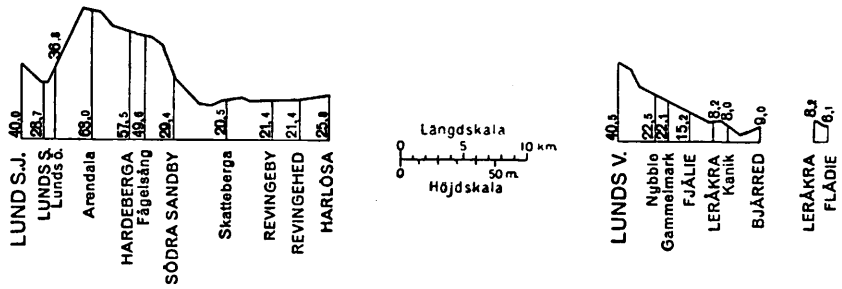 40,0
28,7
36,8
68,0
57,5
49,6
29,4
20,5
21,4
21,4
25,8
LUND S.J.
LUNDS S.
Lunds ö.
Arendala
HARDEBERGA
Fågelsång
SÖDRA SANDBY
Skatteberga
REVINGEBY
REVINGEHED
HARLÖSA
Längdskala
0 5 10 km
0 50 m.
Höjdskala
40,5
22,5
22,1
15,2
8,2
8,0
9,0
LUNDS V.
Nybble
Gammelmark
FJÄLIE
LERÅKRA
Kanik
BJÄRRED
8,2
6,1
LERÅKRA
FLÄDIE